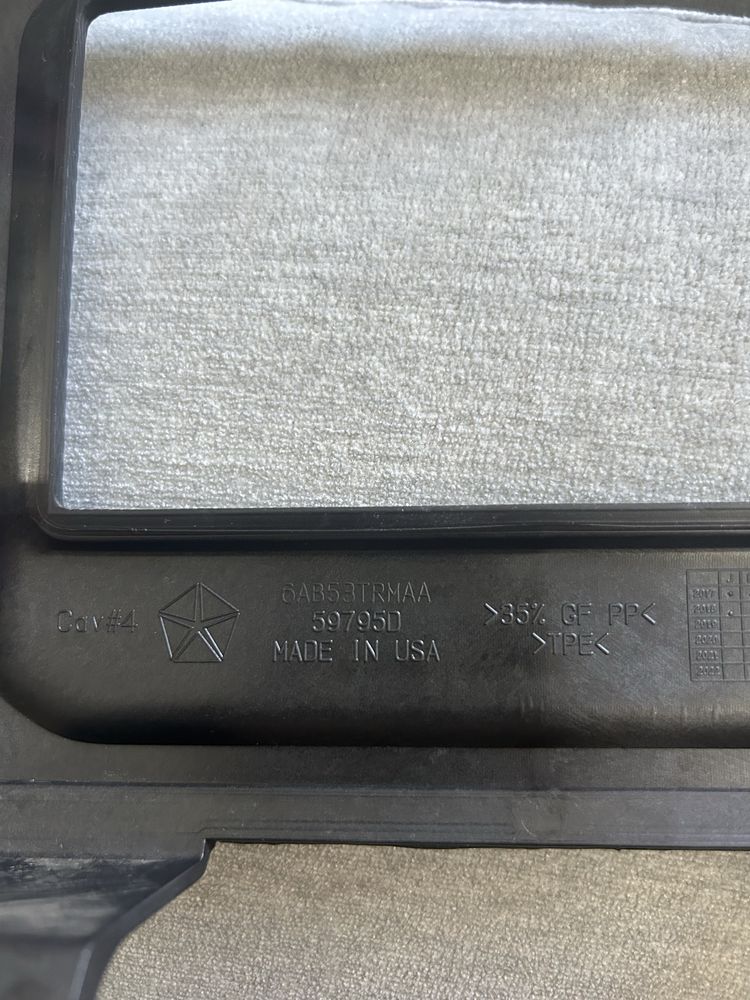 Cav#4
6AB53TRMAA
59795D
MADE IN USA
>35% GF PP<
>TPE<
J
2017
2018
2019
2020
2021
2022